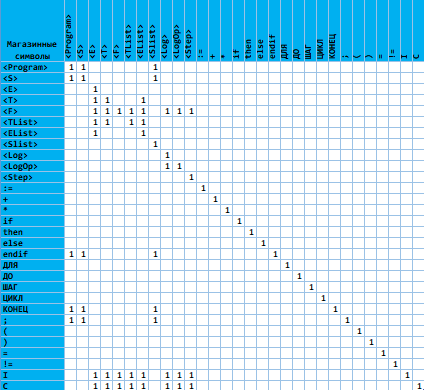 Магазинные символы <Program> <S> <E> <T> <F> <TList> <EList> <Slist> <Log> <LogOp> <Step> := + * if then else endif ДЛЯ ДО ШАГ ЦИКЛ КОНЕЦ ; ( ) = != I C
<Program> 1 1 1
<S> 1 1 1
<E> 1
<T> 1 1 1
<F> 1 1 1 1 1 1 1 1
<TList> 1 1 1 1
<EList> 1 1
<Slist> 1
<Log> 1
<LogOp> 1 1
<Step> 1
:= 1
+ 1
* 1
if 1
then 1
else 1
endif 1 1 1 1
ДЛЯ 1
ДО 1
ШАГ 1
ЦИКЛ 1
КОНЕЦ 1 1 1 1
; 1 1 1 1
( 1
) 1
= 1
!= 1
I 1 1 1 1 1 1 1 1 1
C 1 1 1 1 1 1 1 1 1